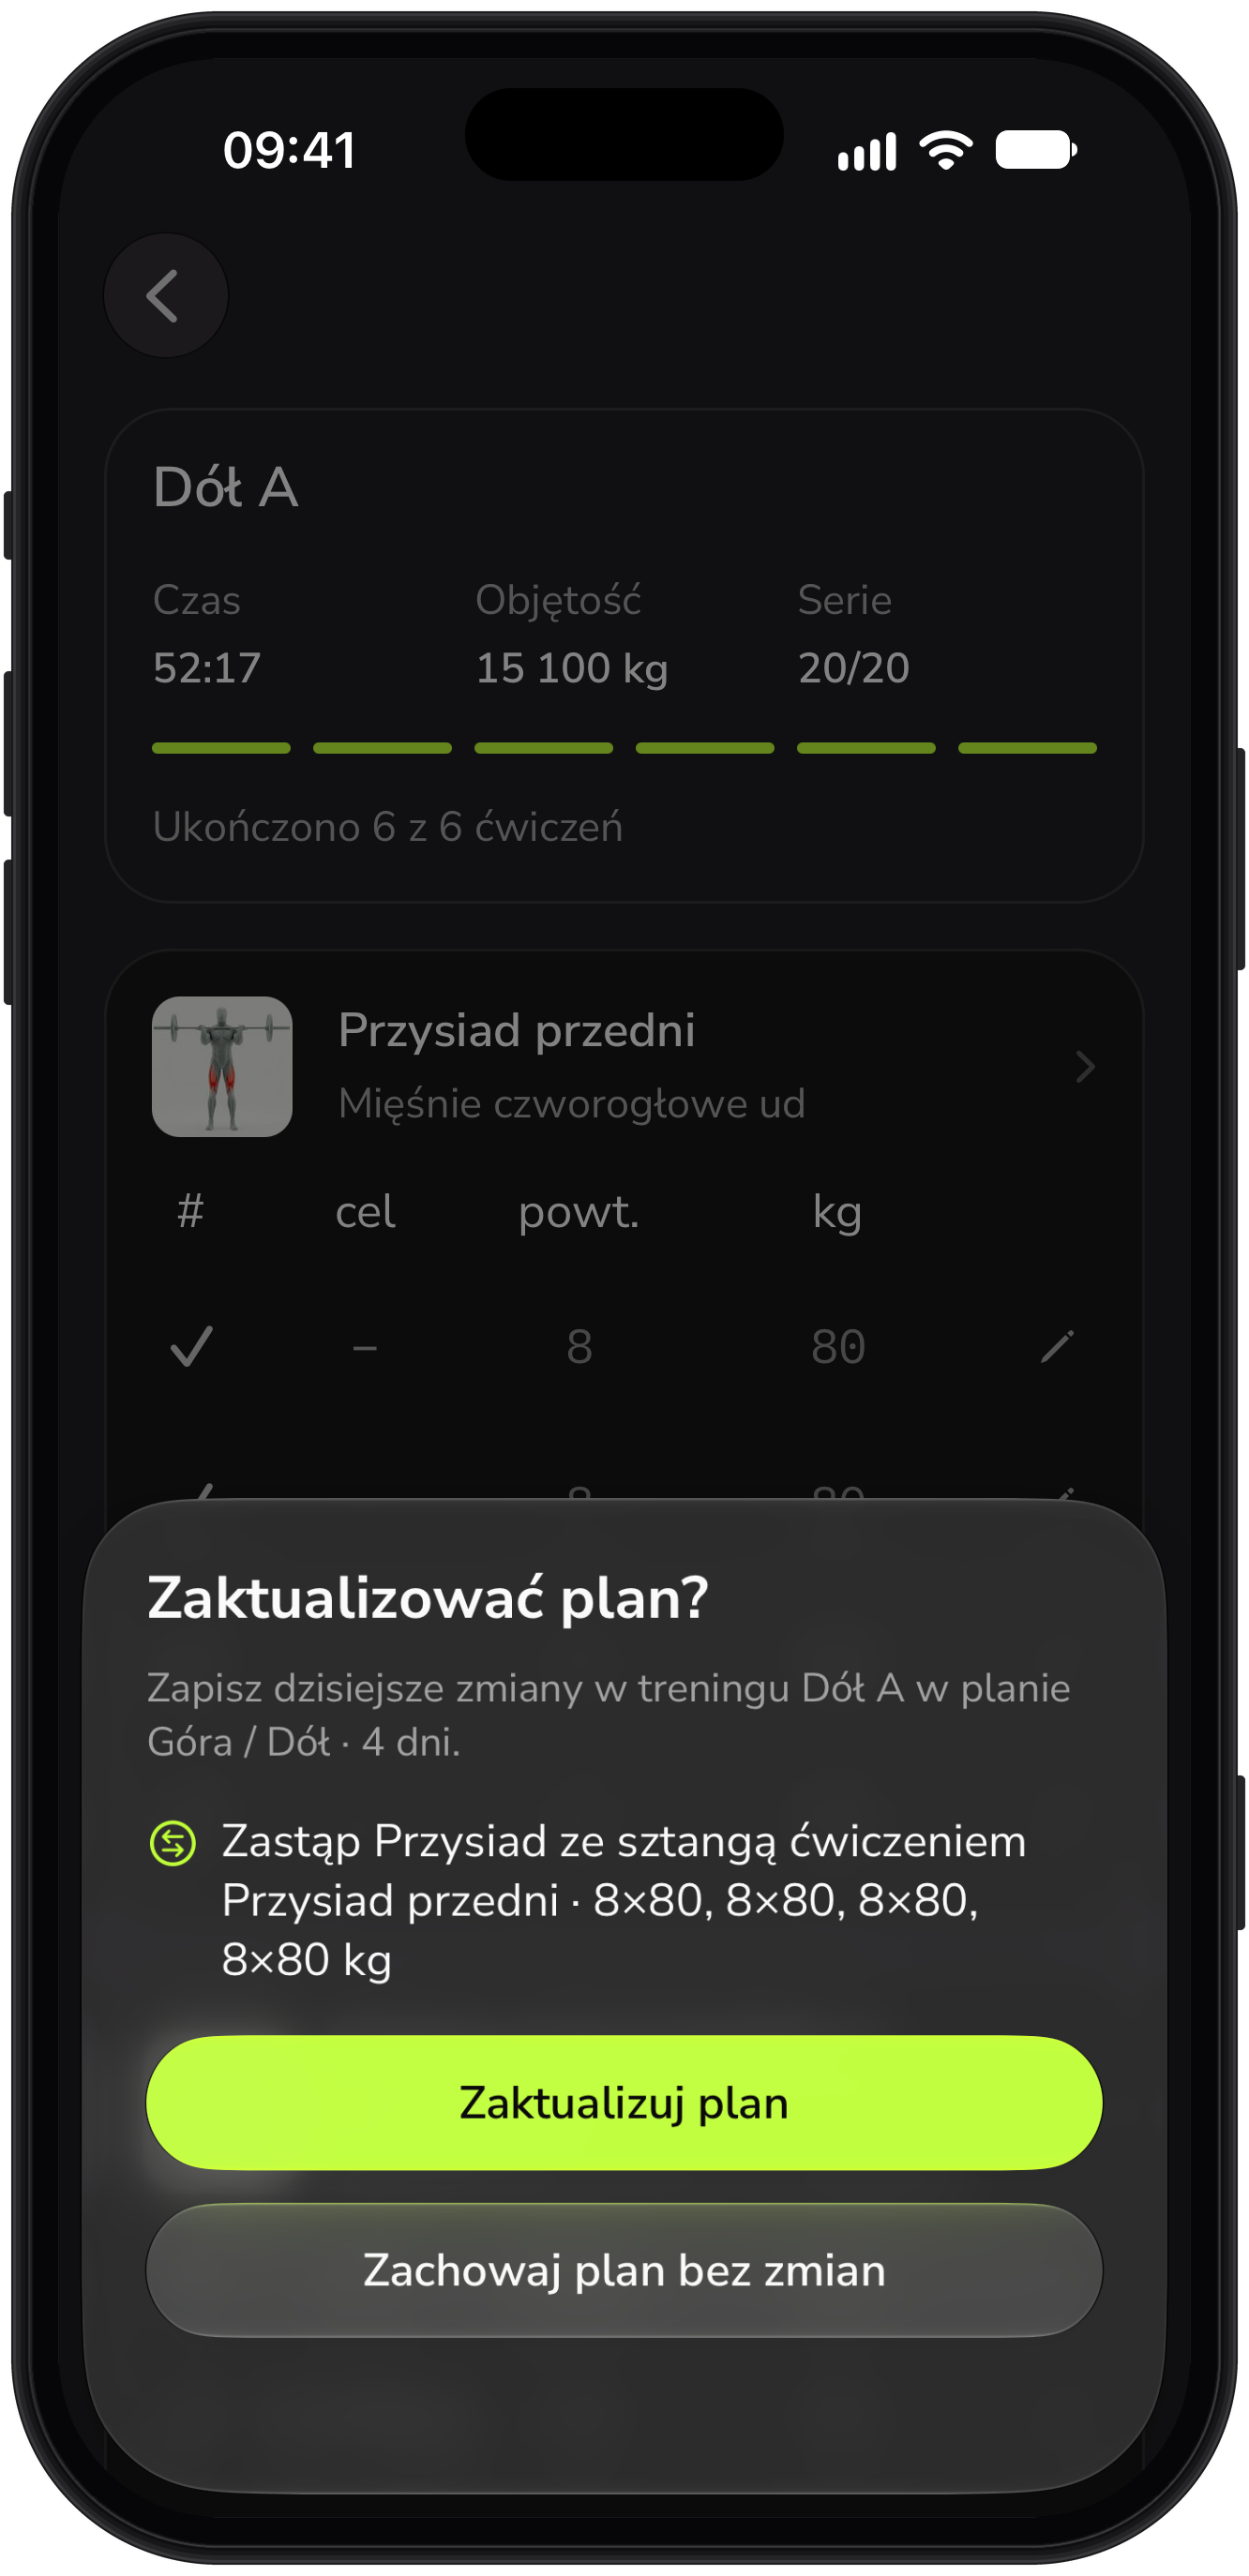 09:41
Dół A
Czas Objętość Serie
52:17 15 100 kg 20/20
Ukończono 6 z 6 ćwiczeń
Przysiad przedni
Mięśnie czworogłowe ud
# cel powt. kg
– 8 80
Zaktualizować plan?
Zapisz dzisiejsze zmiany w treningu Dół A w planie
Góra / Dół · 4 dni.
Zastąp Przysiad ze sztangą ćwiczeniem
Przysiad przedni · 8×80, 8×80, 8×80,
8×80 kg
Zaktualizuj plan
Zachowaj plan bez zmian